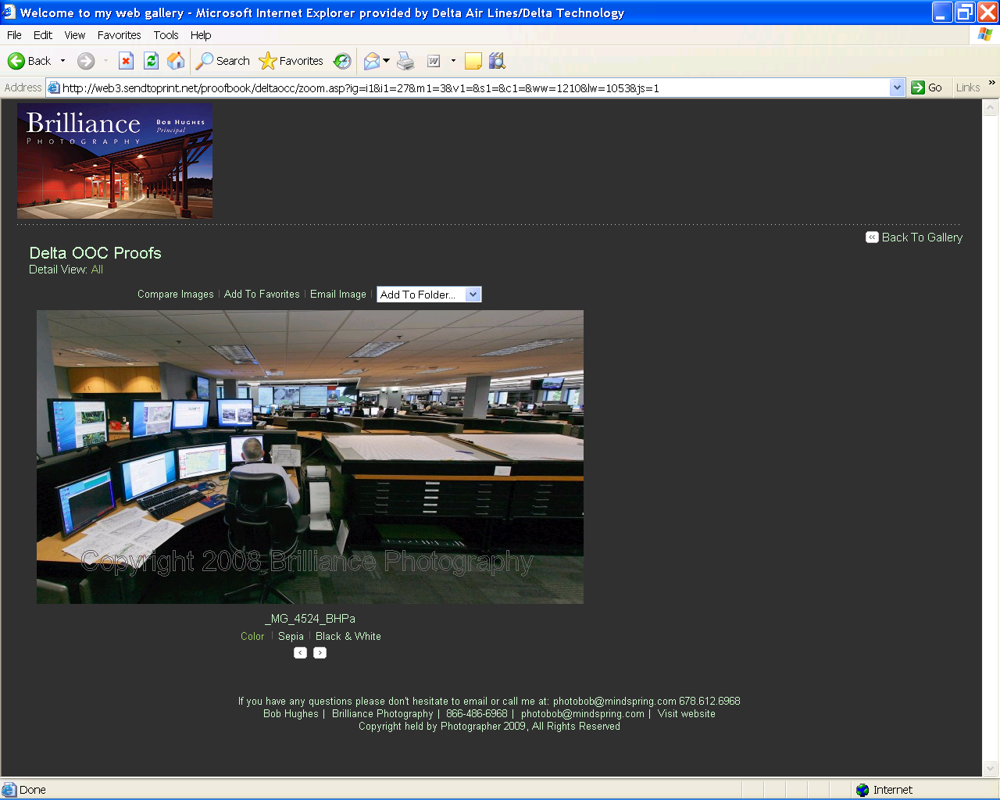 Welcome to my web gallery - Microsoft Internet Explorer provided by Delta Air Lines/Delta Technology
File Edit View Favorites Tools Help
Back Search Favorites
Address http://web3.sendtoprint.net/proofbook/deltaocc/zoom.asp?ig=i1&i1=27&m1=3&v1=&s1=&c1=&ww=1210&lw=1053&js=1 Go Links »
Brilliance
PHOTOGRAPHY
BOB HUGHES
Principal
Back To Gallery
Delta OOC Proofs
Detail View: All
Compare Images | Add To Favorites | Email Image | Add To Folder...
Copyright 2008 Brilliance Photography
_MG_4524_BHPa
Color | Sepia | Black & White
If you have any questions please don't hesitate to email or call me at: photobob@mindspring.com 678.612.6968
Bob Hughes | Brilliance Photography | 866-486-6968 | photobob@mindspring.com | Visit website
Copyright held by Photographer 2009, All Rights Reserved
Done Internet